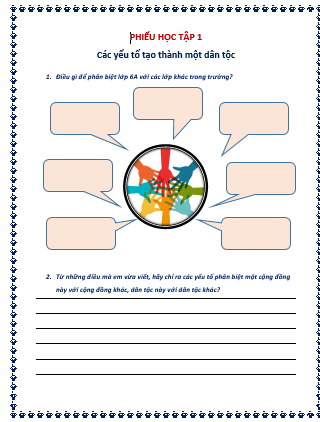 PHIẾU HỌC TẬP 1
Các yếu tố tạo thành một dân tộc
1. Điều gì để phân biệt lớp 6A với các lớp khác trong trường?
2. Từ những điều mà em vừa viết, hãy chỉ ra các yếu tố phân biệt một cộng đồng
này với cộng đồng khác, dân tộc này với dân tộc khác?